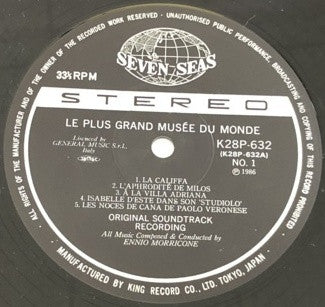 ALL RIGHTS OF THE MANUFACTURER AND OF THE OWNER OF THE RECORDED WORK RESERVED · UNAUTHORISED PUBLIC PERFORMANCE, BROADCASTING AND COPYING OF THIS RECORD PROHIBITED
SEVEN-SEAS
33⅓ RPM
STEREO
LE PLUS GRAND MUSÉE DU MONDE
Licenced by
GENERAL MUSIC S.r.L.
Italy
K28P-632
(K28P-632A)
NO. 1
Ⓟ 1986
1. LA CALIFFA
2. L'APHRODITÉ DE MILOS
3. À LA VILLA ADRIANA
4. ISABELLE D'ESTE DANS SON 'STUDIOLO'
5. LES NOCES DE CANA DE PAOLO VERONESE
ORIGINAL SOUNDTRACK
RECORDING
All Music Composed & Conducted by
ENNIO MORRICONE
MANUFACTURED BY KING RECORD CO. LTD. TOKYO, JAPAN